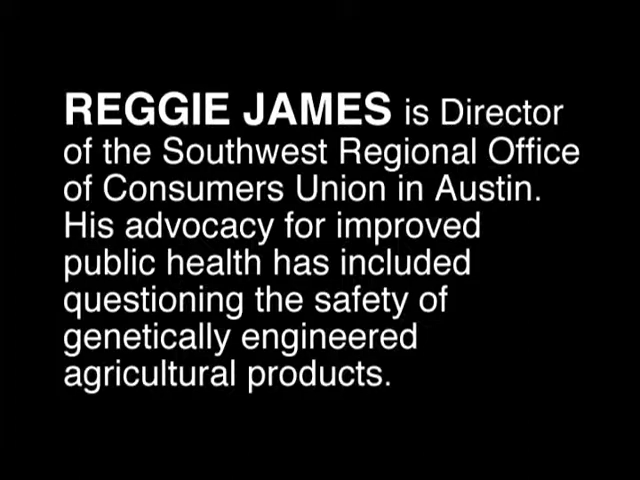 REGGIE JAMES is Director
of the Southwest Regional Office
of Consumers Union in Austin.
His advocacy for improved
public health has included
questioning the safety of
genetically engineered
agricultural products.